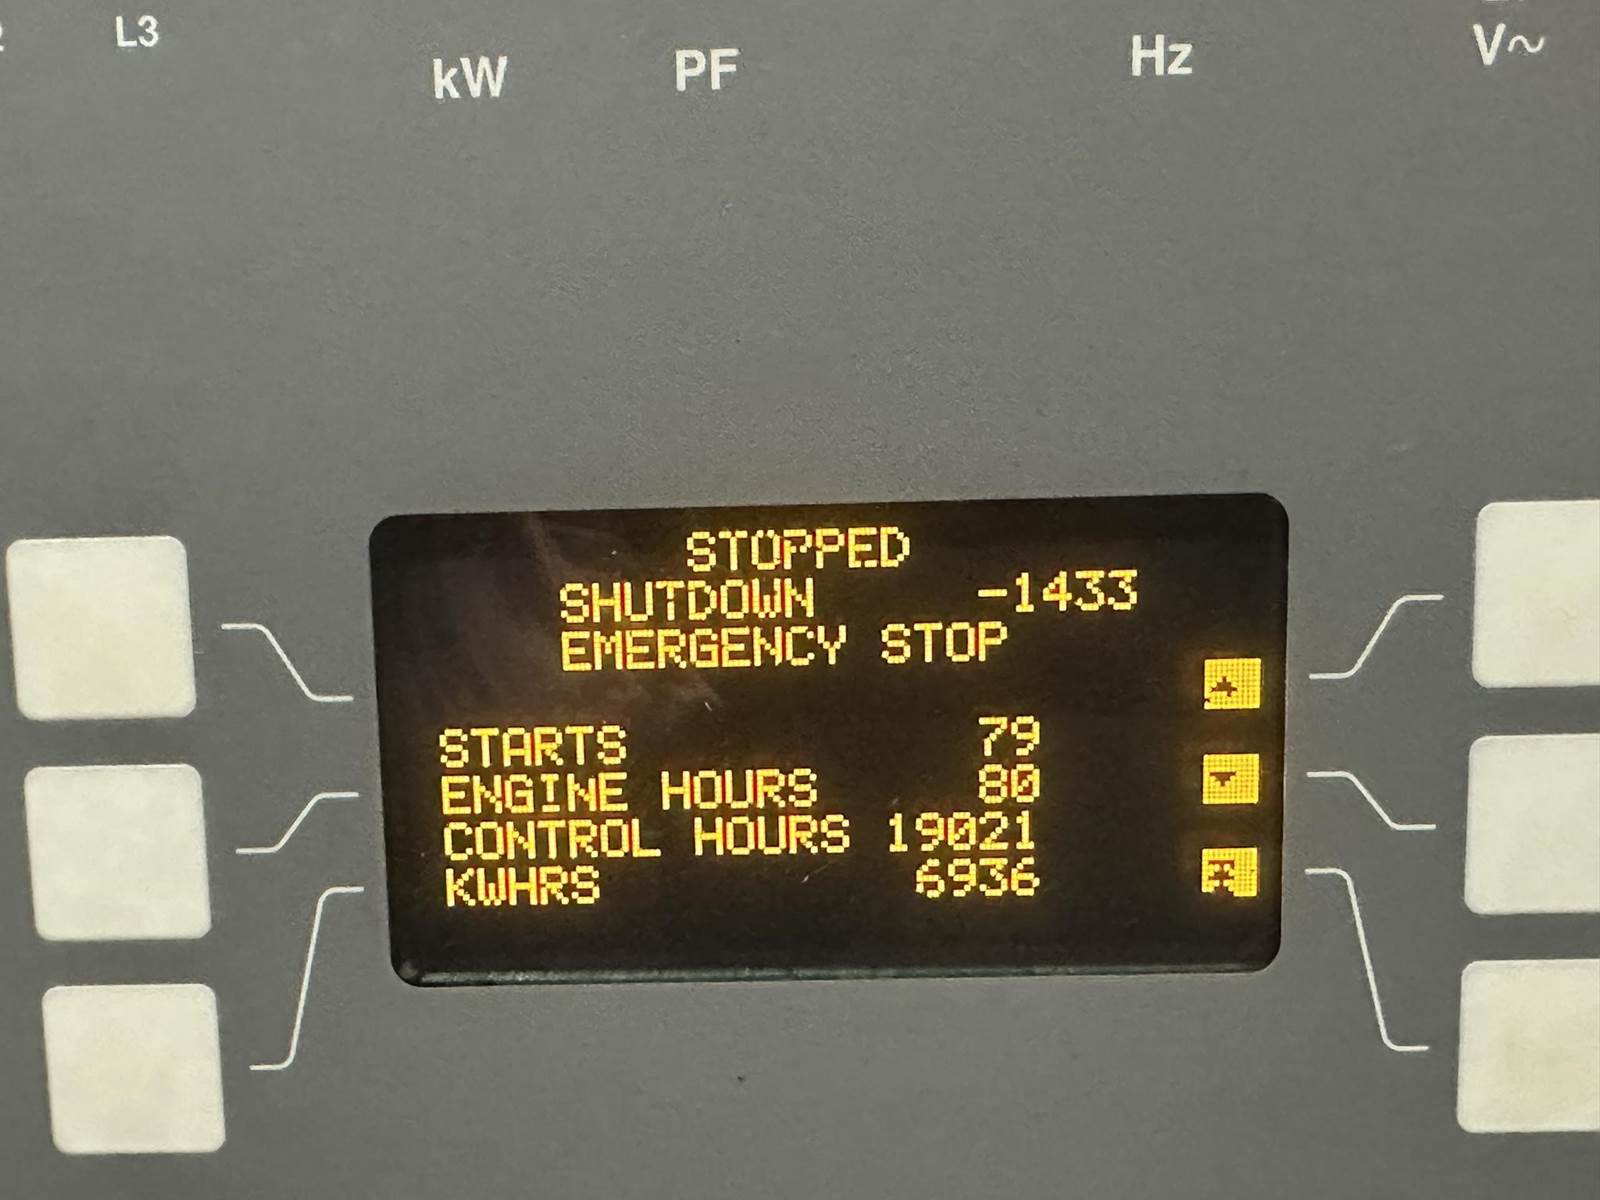 L3
kW
PF
Hz
V~
STOPPED
SHUTDOWN -1433
EMERGENCY STOP
STARTS 79
ENGINE HOURS 80
CONTROL HOURS 19021
KWHRS 6936